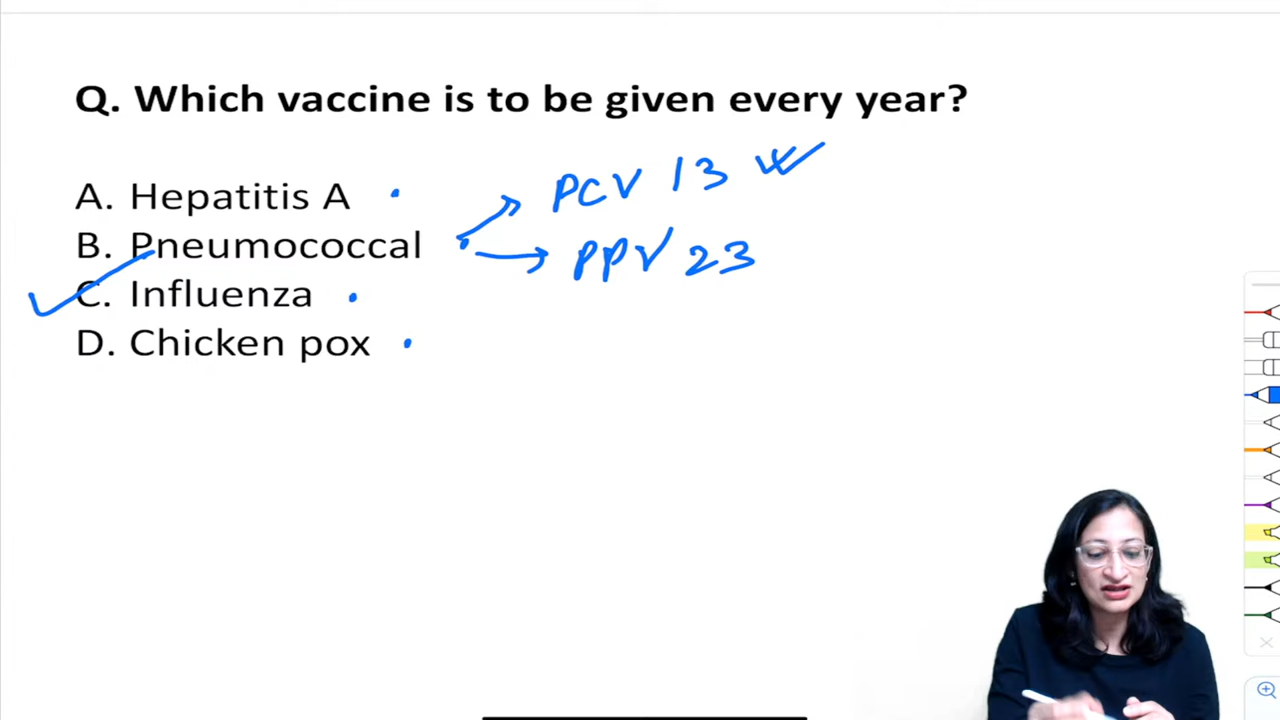 Q. Which vaccine is to be given every year?
A. Hepatitis A
PCV 13
B. Pneumococcal
PPV 23
C. Influenza
D. Chicken pox